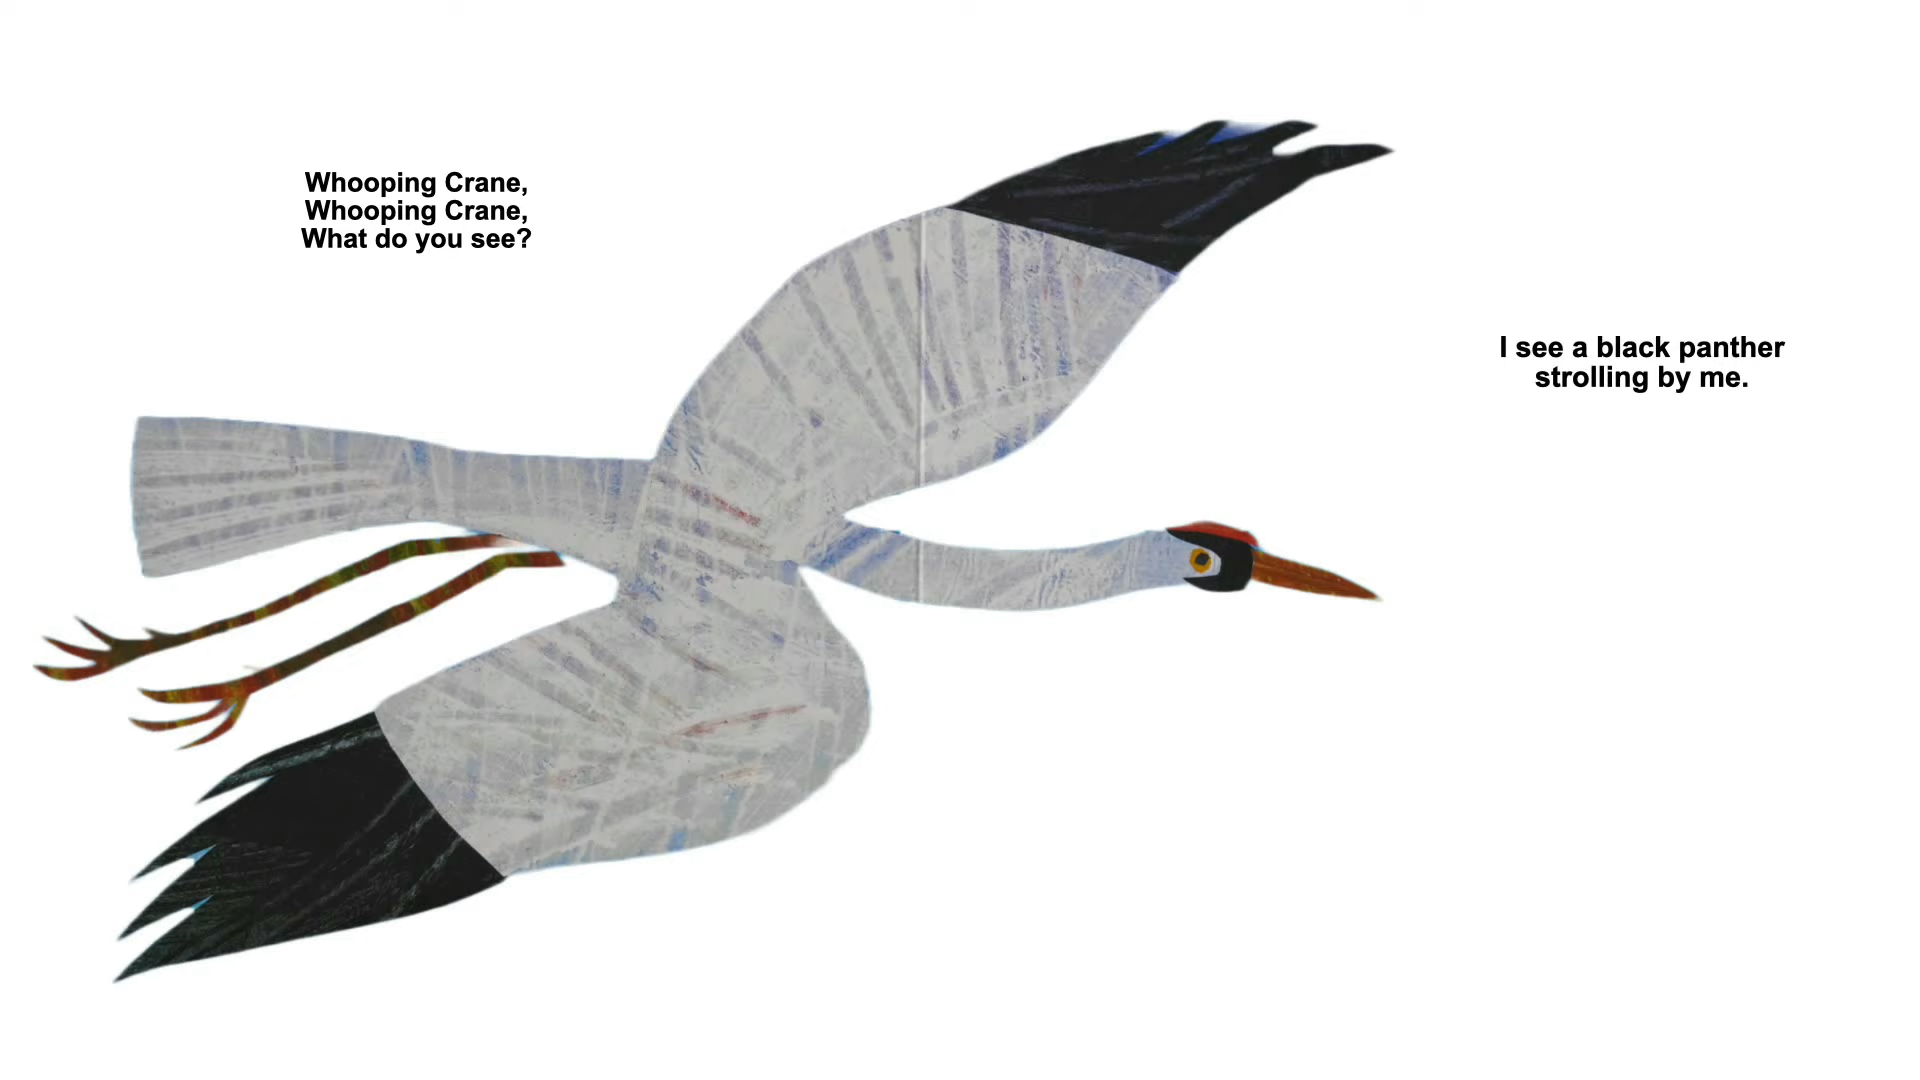 Whooping Crane,
Whooping Crane,
What do you see?
I see a black panther
strolling by me.